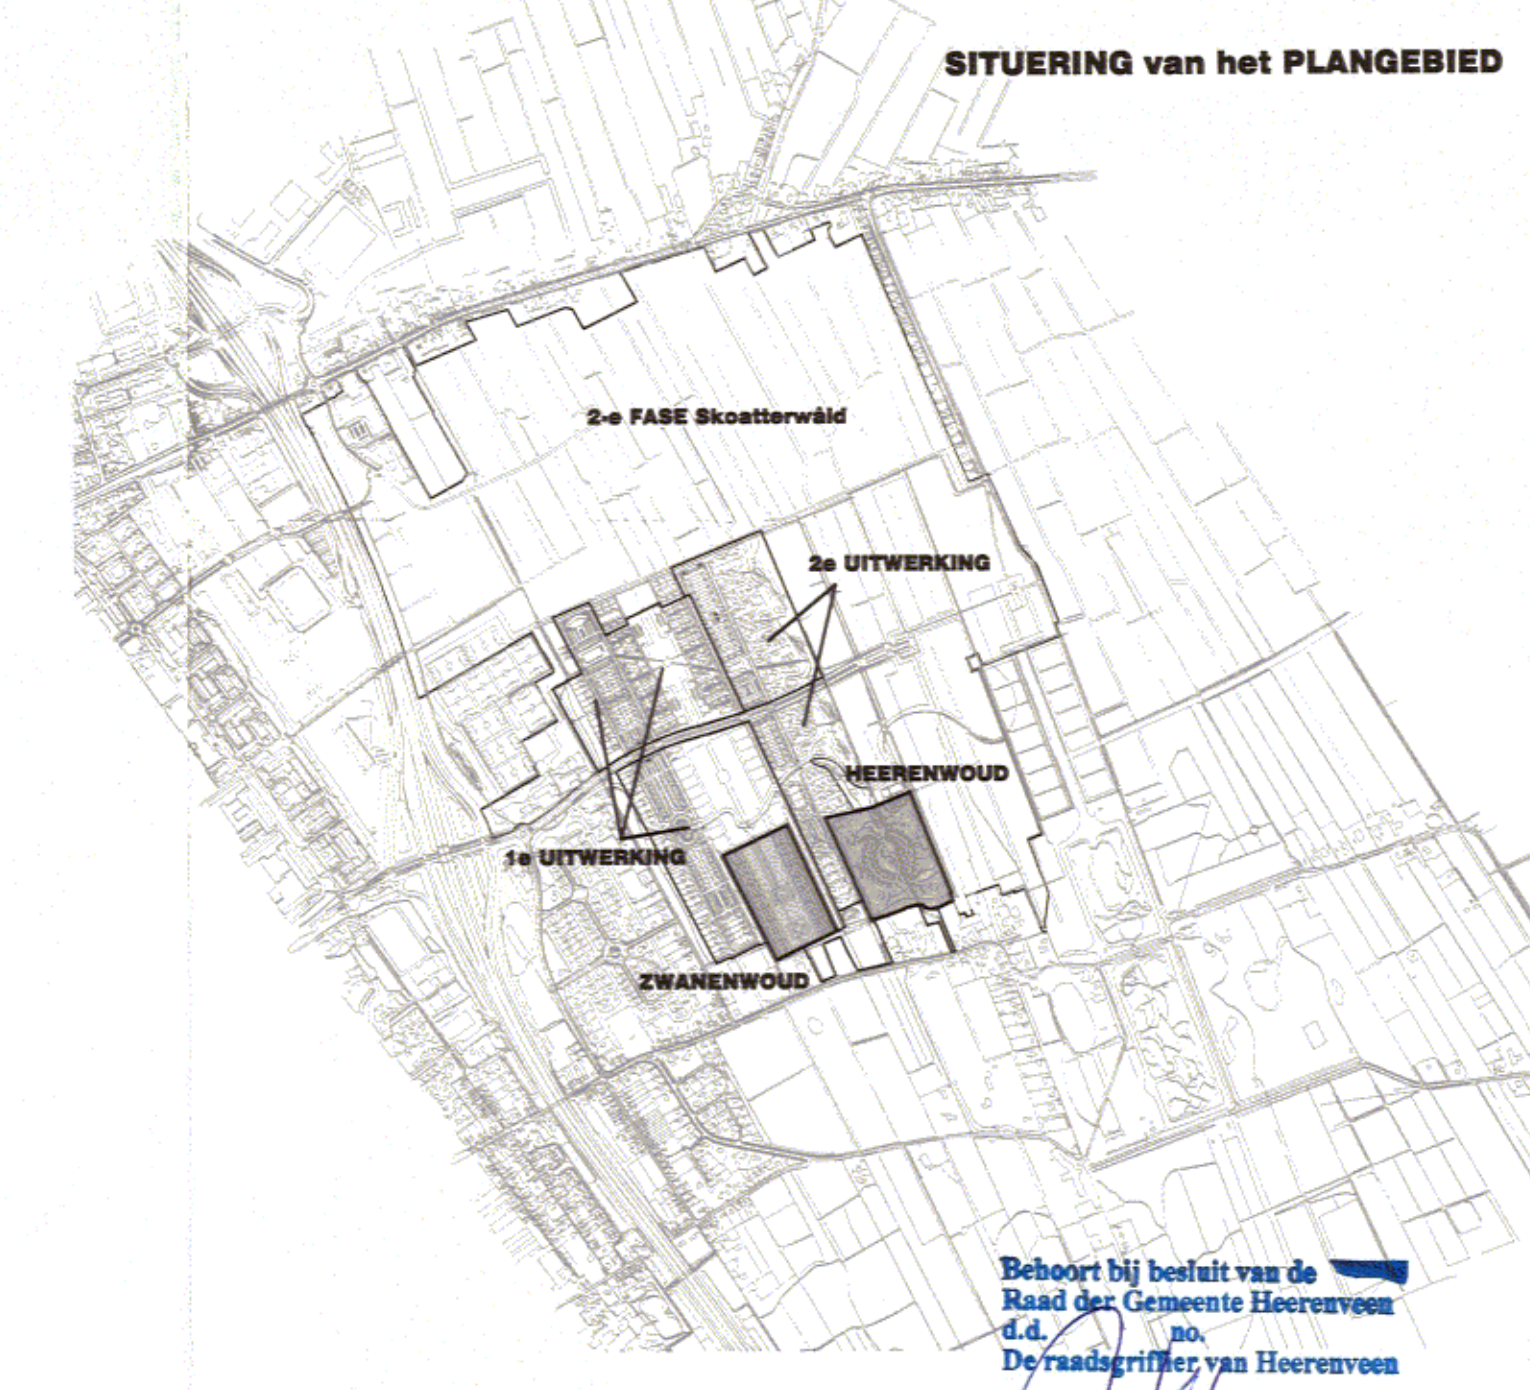 SITUERING van het PLANGEBIED
2-e FASE Skoatterwâld
2e UITWERKING
HEERENWOUD
1e UITWERKING
ZWANENWOUD
Behoort bij besluit van de
Raad der Gemeente Heerenveen
d.d. no.
De raadsgriffier van Heerenveen